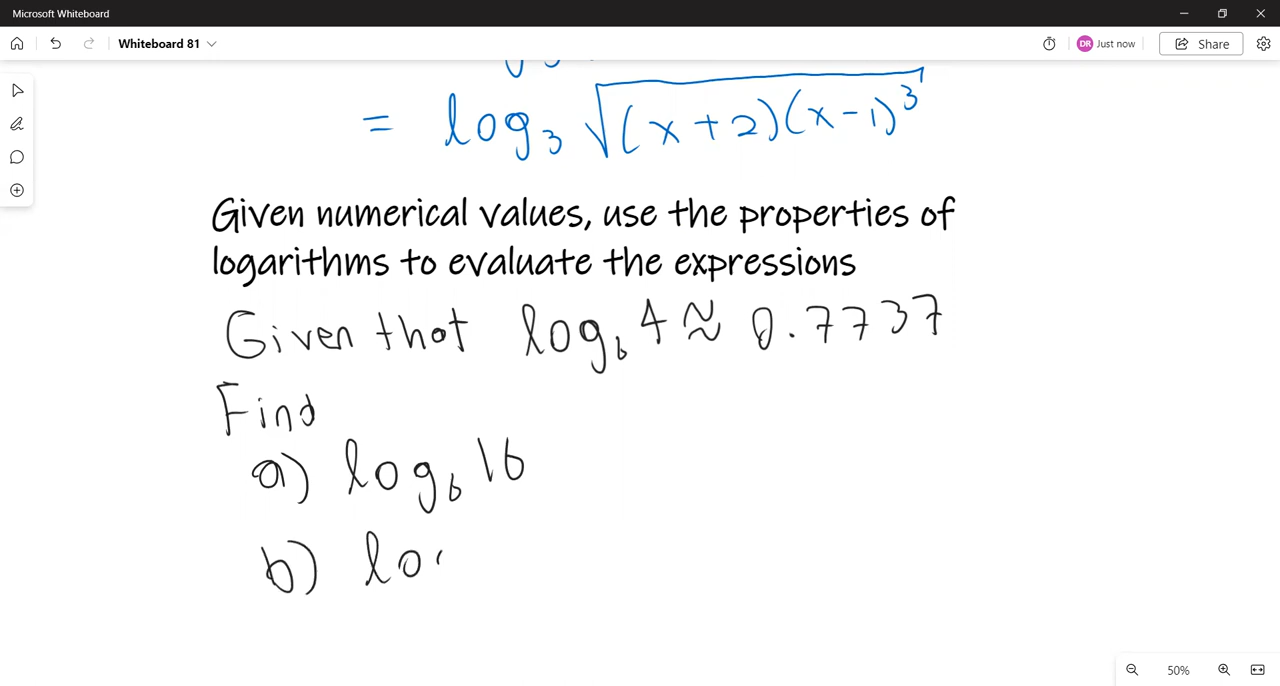 Microsoft Whiteboard
Whiteboard 81
DR Just now
Share
= log₃ √(x+2)(x-1)³
Given numerical values, use the properties of
logarithms to evaluate the expressions
Given that log₆ 4 ≈ 0.7737
Find
a) log₆ 16
b) lo
50%